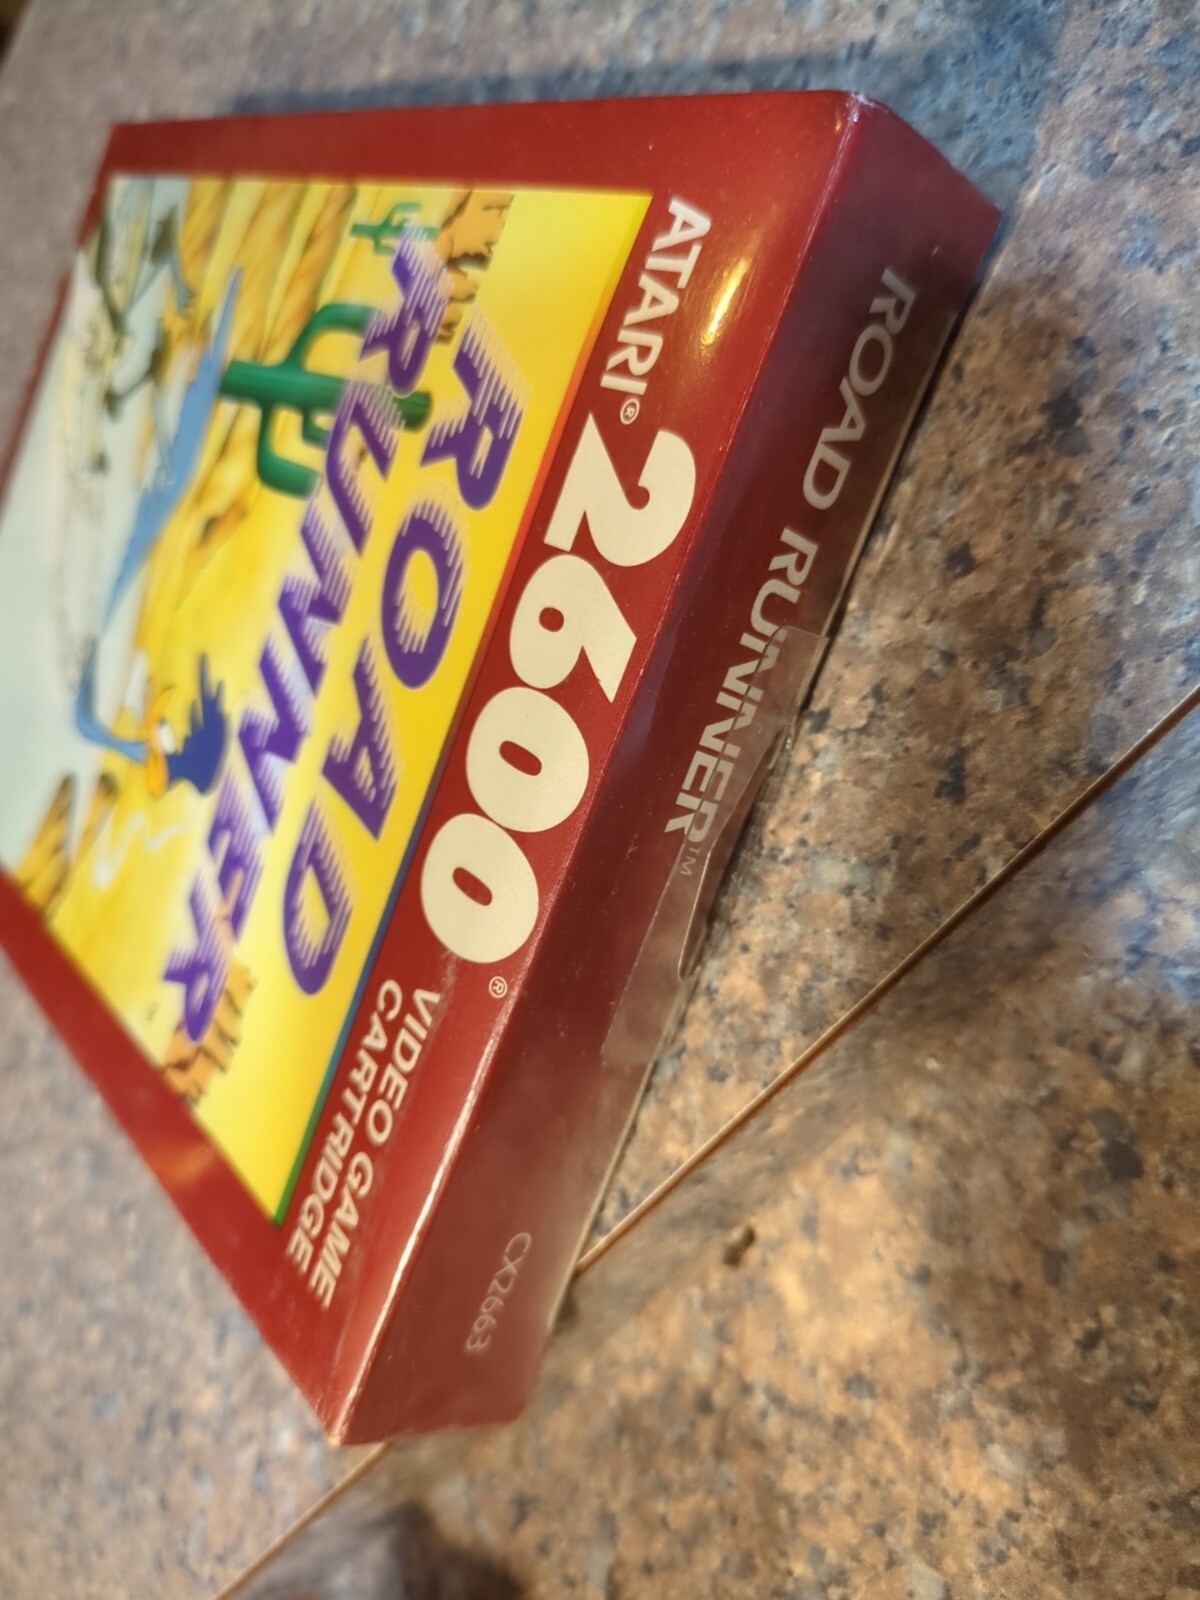 ROAD RUNNER™
CX2663
ATARI® 2600®
VIDEO GAME
CARTRIDGE
ROAD
RUNNER